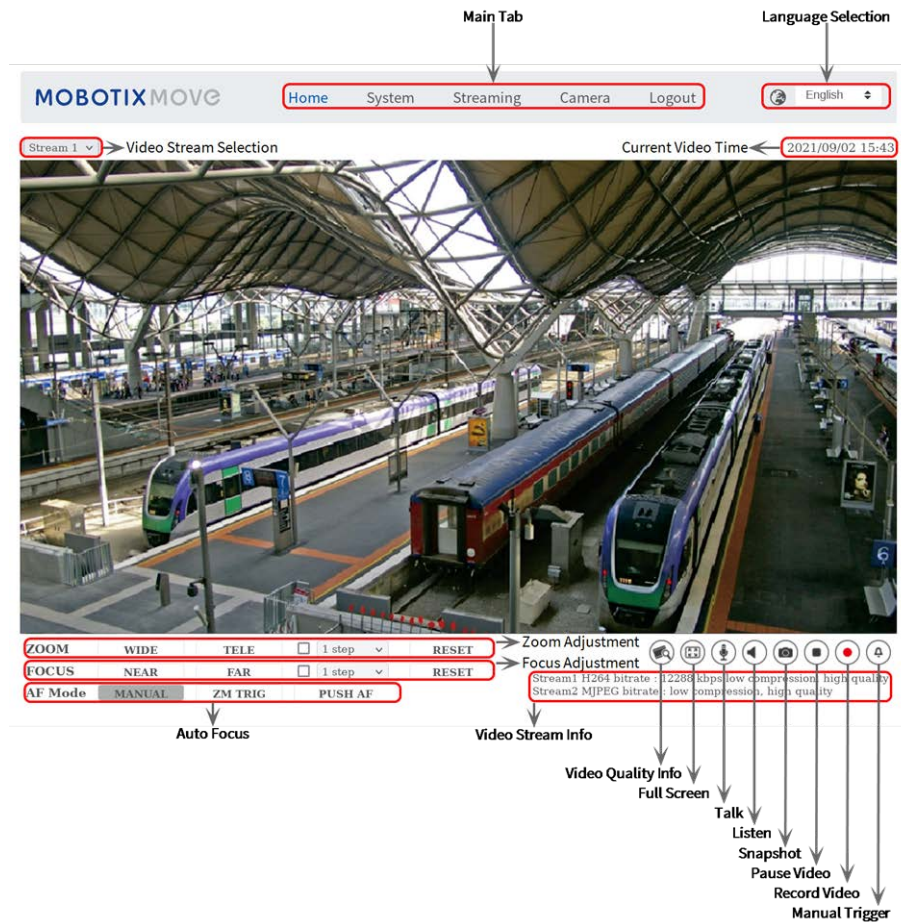 Main Tab
Language Selection
MOBOTIX MOVE
Home System Streaming Camera Logout
English
Stream 1
Video Stream Selection
Current Video Time
2021/09/02 15:43
8 7
6
ZOOM WIDE TELE 1 step RESET
Zoom Adjustment
FOCUS NEAR FAR 1 step RESET
Focus Adjustment
AF Mode MANUAL ZM TRIG PUSH AF
Stream1 H264 bitrate : 12288 kbps low compression, high quality
Stream2 MJPEG bitrate : low compression, high quality
Auto Focus
Video Stream Info
Video Quality Info
Full Screen
Talk
Listen
Snapshot
Pause Video
Record Video
Manual Trigger